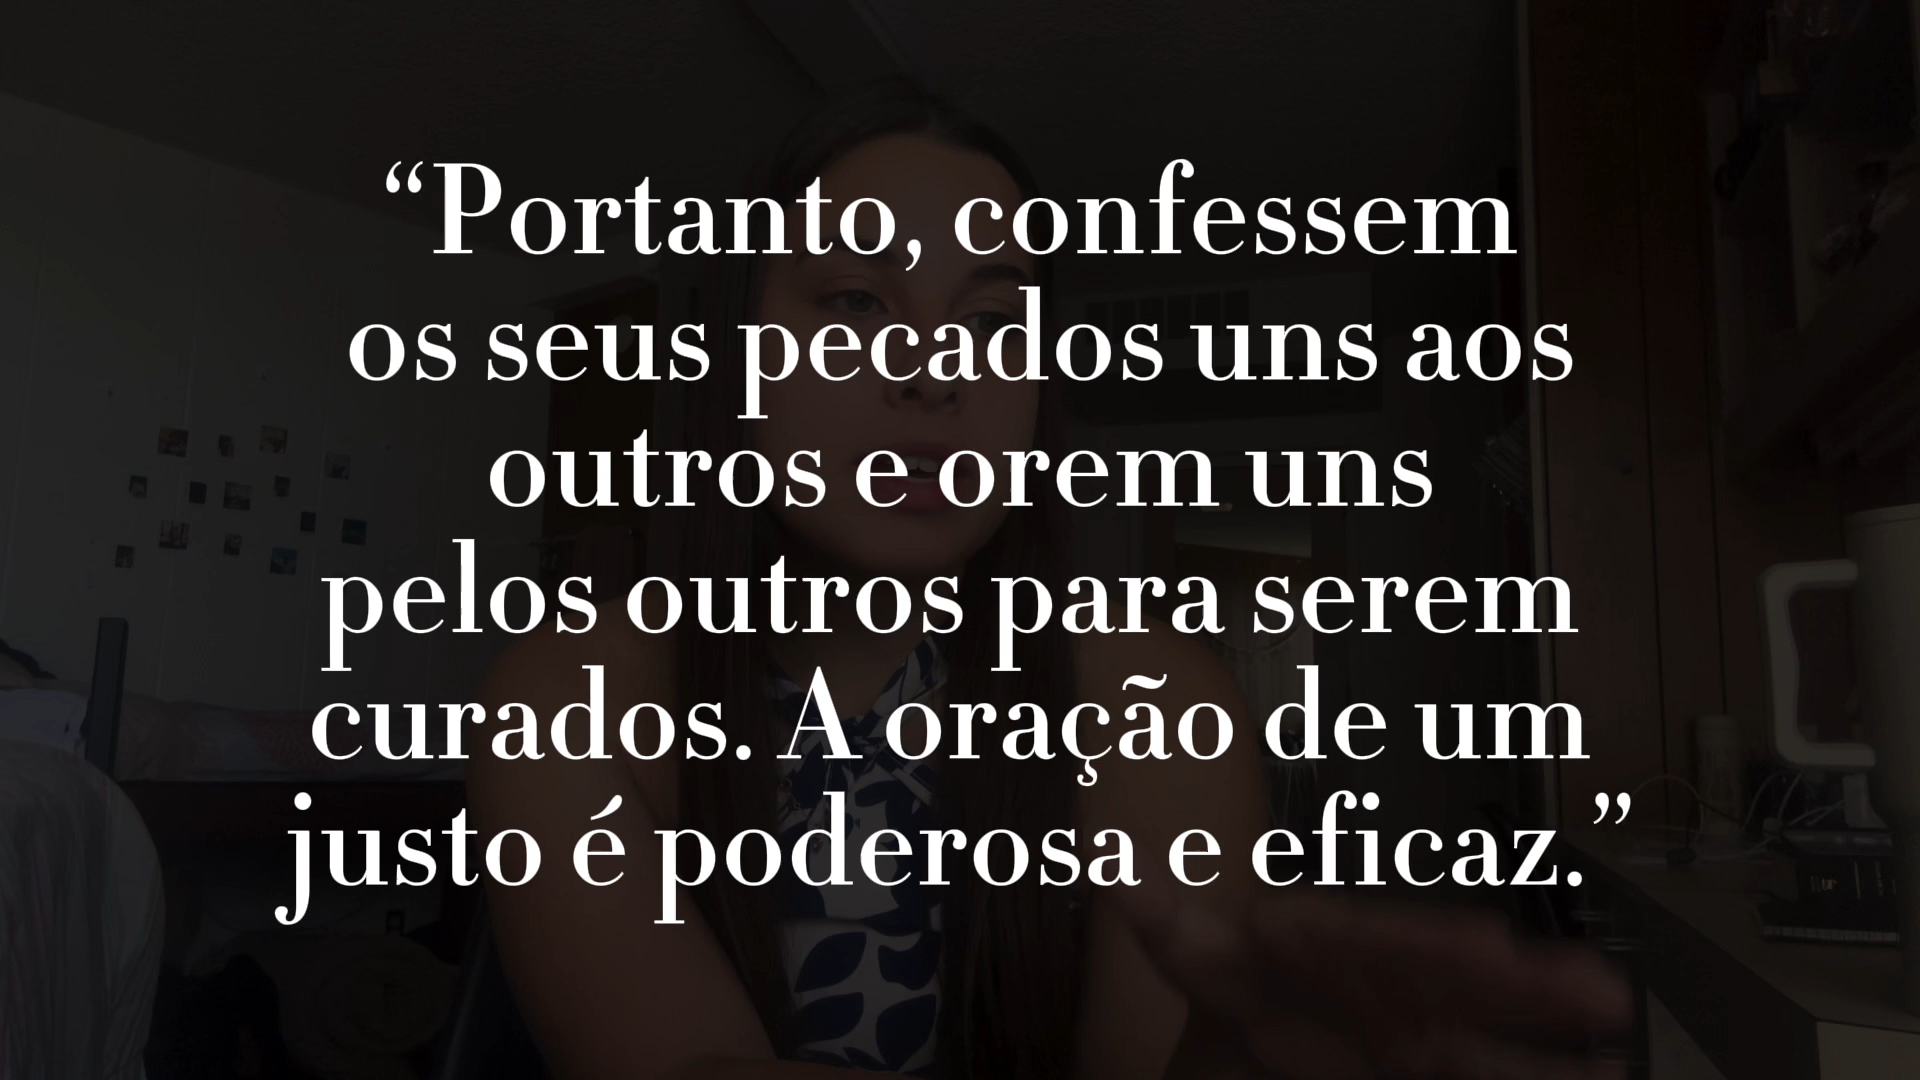 “Portanto, confessem
os seus pecados uns aos
outros e orem uns
pelos outros para serem
curados. A oração de um
justo é poderosa e eficaz.”